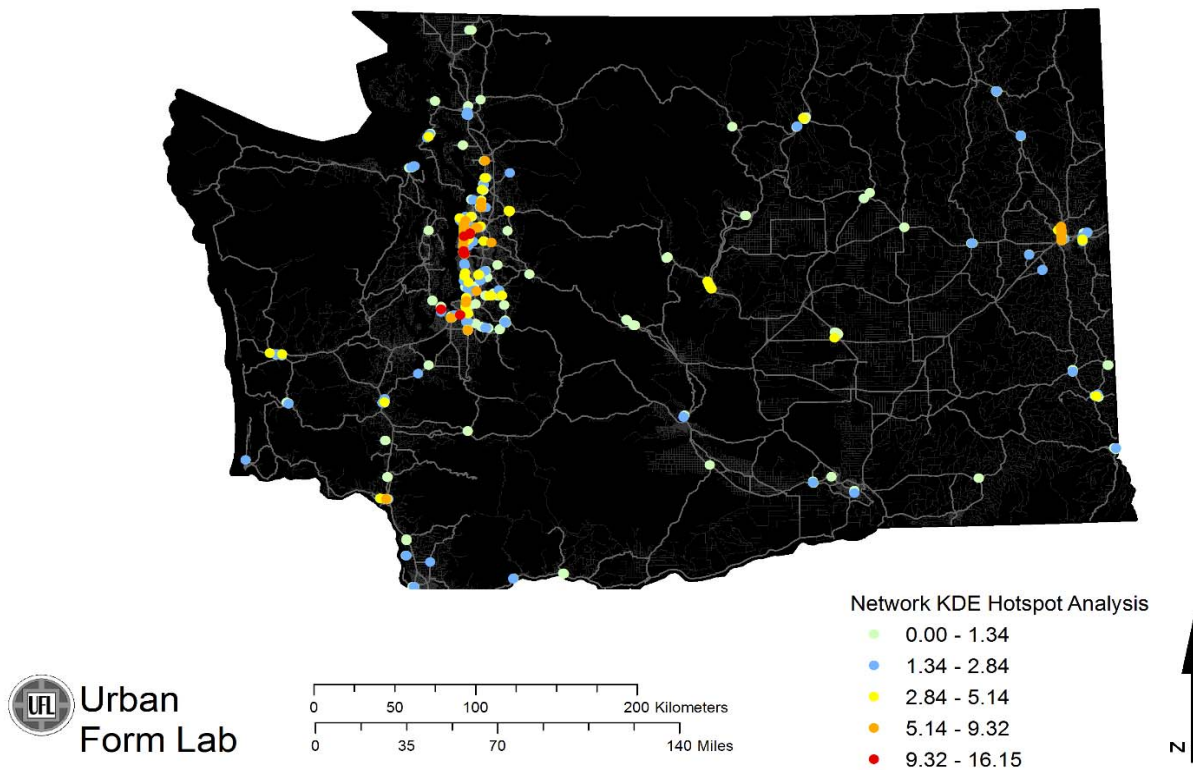 Network KDE Hotspot Analysis
0.00 - 1.34
1.34 - 2.84
2.84 - 5.14
5.14 - 9.32
9.32 - 16.15
UFL
Urban
Form Lab
0 50 100 200 Kilometers
0 35 70 140 Miles
N